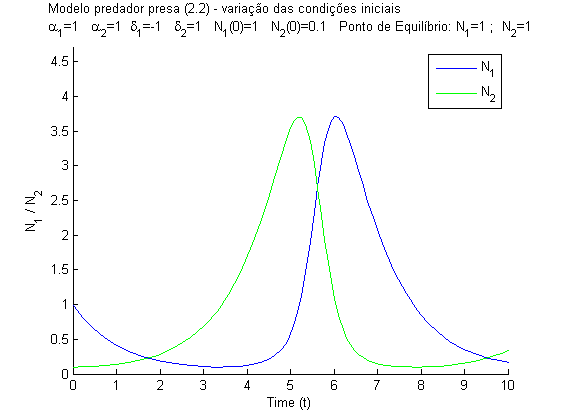 Modelo predador presa (2.2) - variação das condições iniciais
α₁=1 α₂=1 δ₁=-1 δ₂=1 N₁(0)=1 N₂(0)=0.1 Ponto de Equilíbrio: N₁=1 ; N₂=1
N₁
N₂
N₁ / N₂
4.5
4
3.5
3
2.5
2
1.5
1
0.5
0
0 1 2 3 4 5 6 7 8 9 10
Time (t)